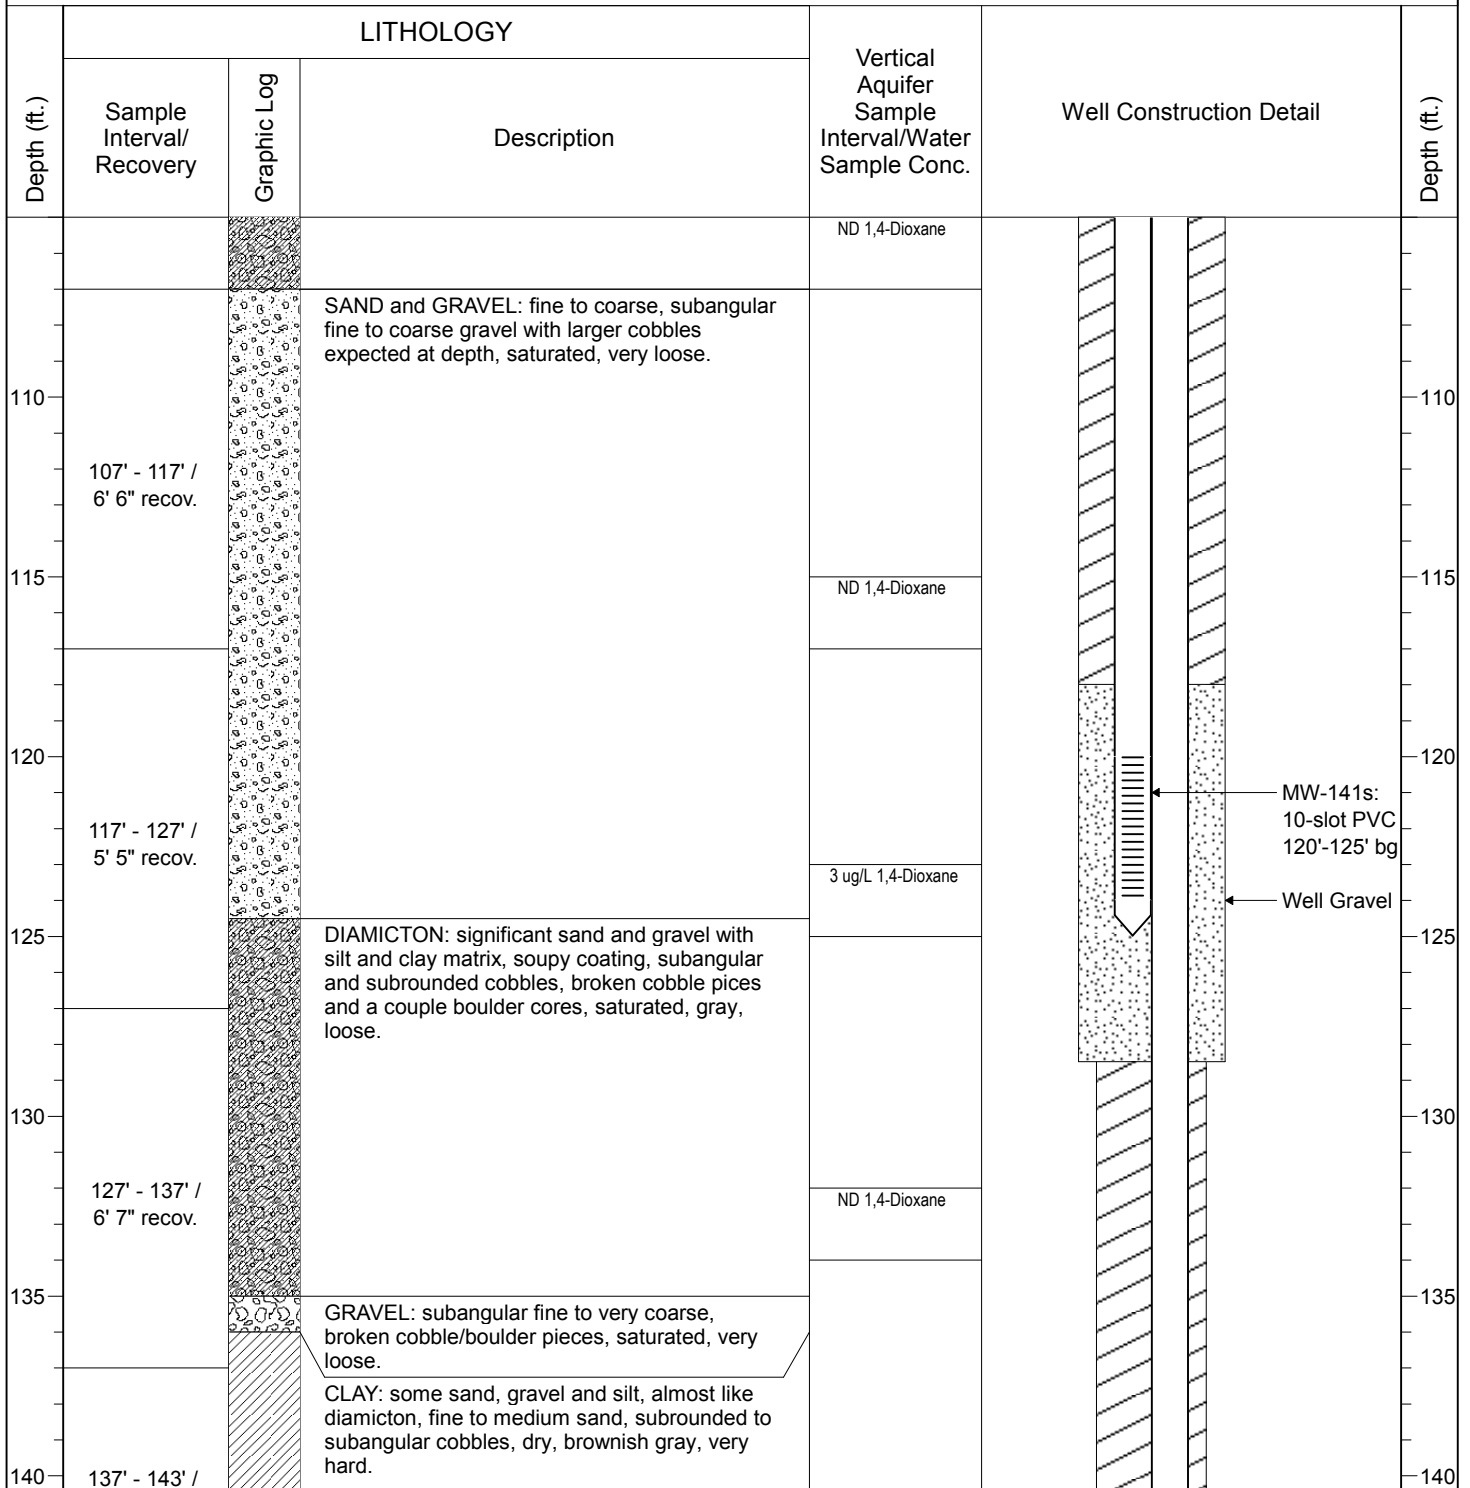 LITHOLOGY
Depth (ft.)
Sample
Interval/
Recovery
Graphic Log
Description
Vertical
Aquifer
Sample
Interval/Water
Sample Conc.
Well Construction Detail
Depth (ft.)
ND 1,4-Dioxane
SAND and GRAVEL: fine to coarse, subangular
fine to coarse gravel with larger cobbles
expected at depth, saturated, very loose.
110
110
107' - 117' /
6' 6" recov.
115
ND 1,4-Dioxane
115
120
120
MW-141s:
10-slot PVC
120'-125' bg
117' - 127' /
5' 5" recov.
3 ug/L 1,4-Dioxane
Well Gravel
125
125
DIAMICTON: significant sand and gravel with
silt and clay matrix, soupy coating, subangular
and subrounded cobbles, broken cobble pices
and a couple boulder cores, saturated, gray,
loose.
130
130
127' - 137' /
6' 7" recov.
ND 1,4-Dioxane
135
135
GRAVEL: subangular fine to very coarse,
broken cobble/boulder pieces, saturated, very
loose.
CLAY: some sand, gravel and silt, almost like
diamicton, fine to medium sand, subrounded to
subangular cobbles, dry, brownish gray, very
hard.
140
137' - 143' /
140